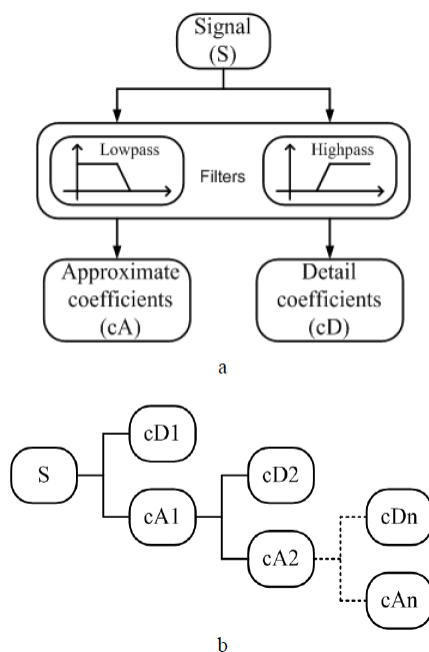 Signal
(S)
Lowpass
Filters
Highpass
Approximate
coefficients
(cA)
Detail
coefficients
(cD)
a
S
cD1
cA1
cD2
cA2
cDn
cAn
b